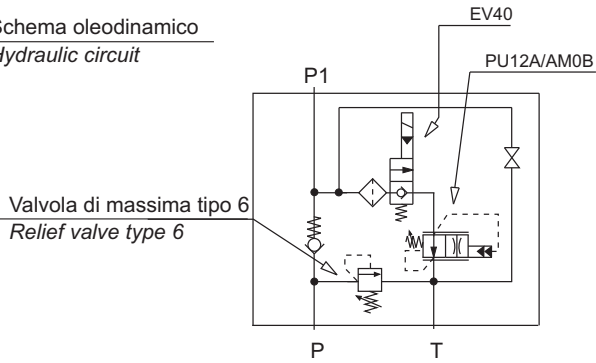 Schema oleodinamico
Hydraulic circuit
EV40
PU12A/AM0B
P1
Valvola di massima tipo 6
Relief valve type 6
P
T